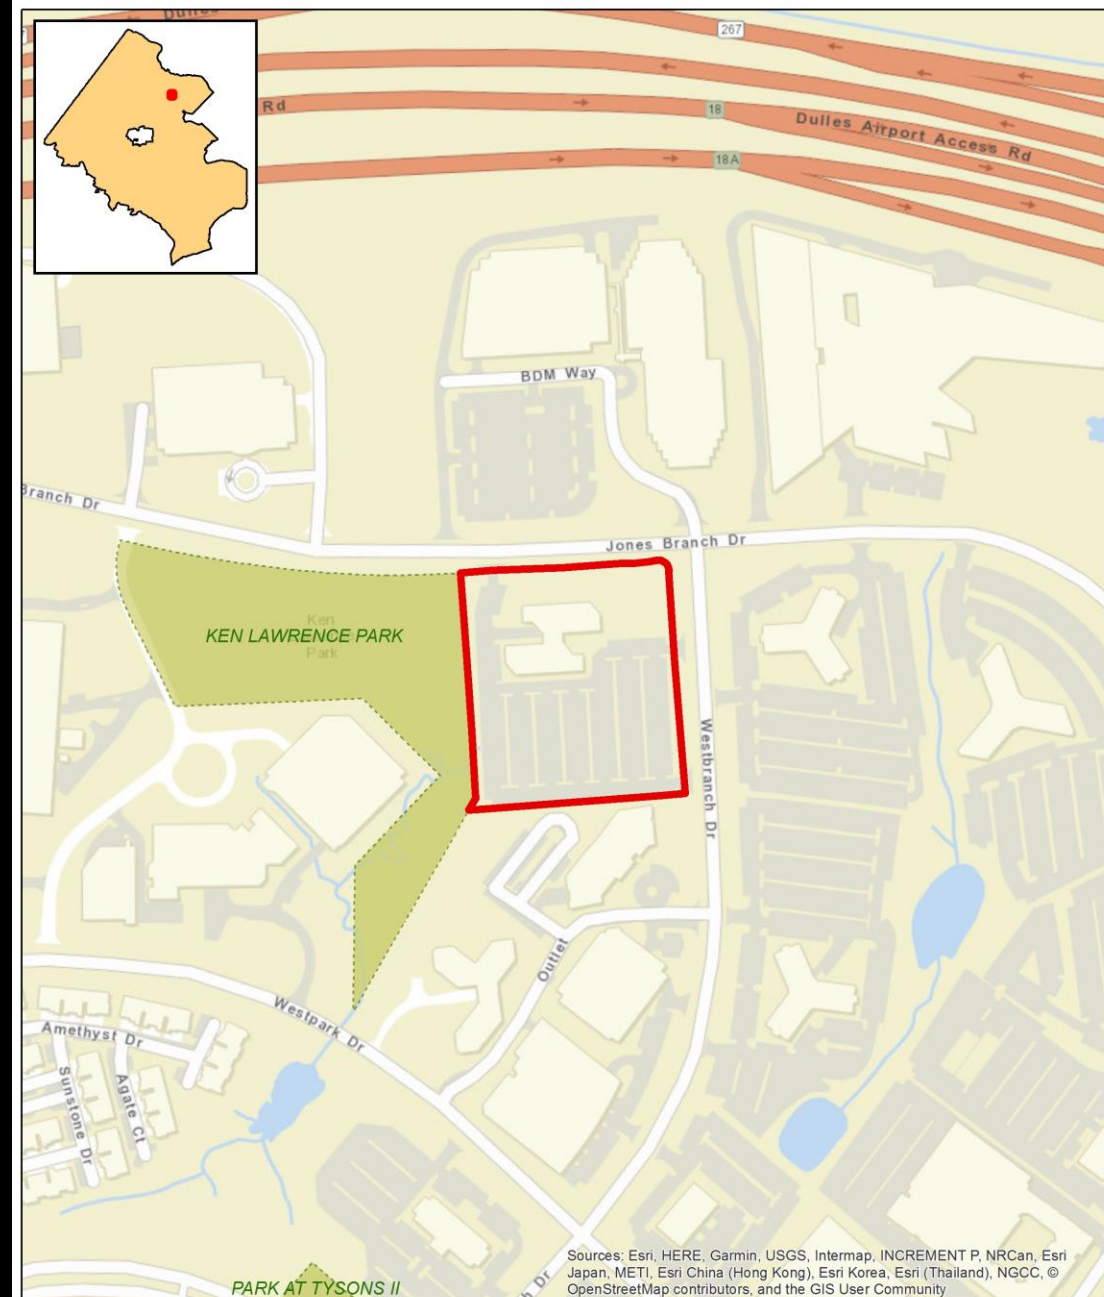 267
Rd
18
Dulles Airport Access Rd
18A
BDM Way
Branch Dr
Jones Branch Dr
Ken
KEN LAWRENCE PARK
Park
Westbranch Dr
Outlet
Westpark Dr
Amethyst Dr
Sunstone Dr
Agate Ct
Dr
PARK AT TYSONS II
Sources: Esri, HERE, Garmin, USGS, Intermap, INCREMENT P, NRCan, Esri
Japan, METI, Esri China (Hong Kong), Esri Korea, Esri (Thailand), NGCC, ©
OpenStreetMap contributors, and the GIS User Community